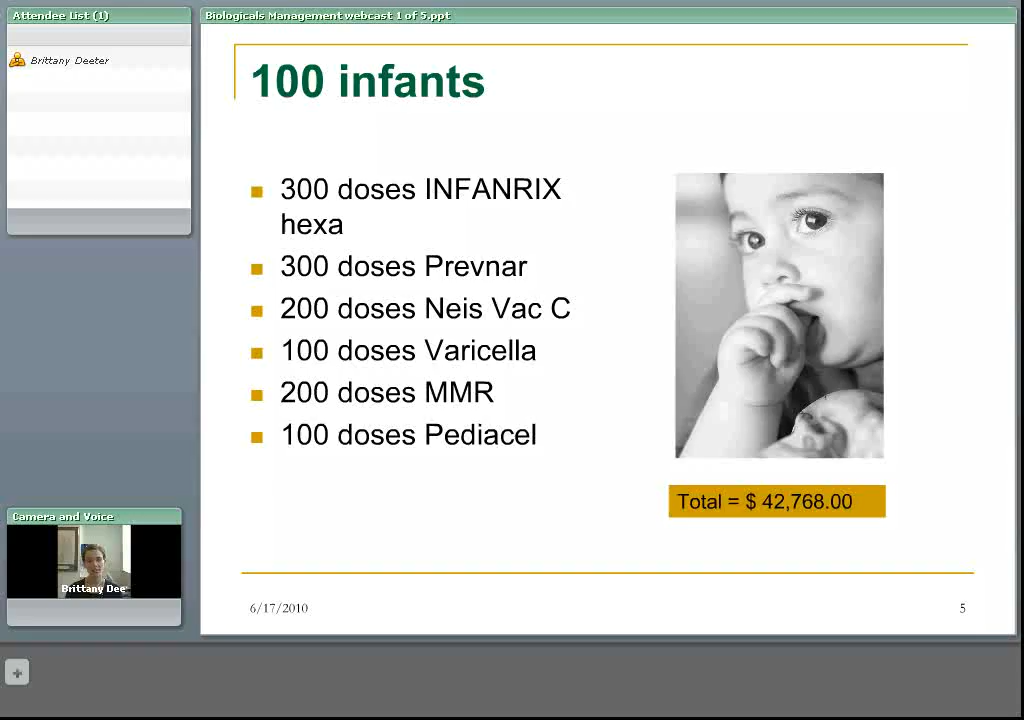 Attendee List (1)
Brittany Deeter
Biologicals Management webcast 1 of 5.ppt
100 infants
300 doses INFANRIX
hexa
300 doses Prevnar
200 doses Neis Vac C
100 doses Varicella
200 doses MMR
100 doses Pediacel
Total = $ 42,768.00
6/17/2010
5
Camera and Voice
Brittany Dee